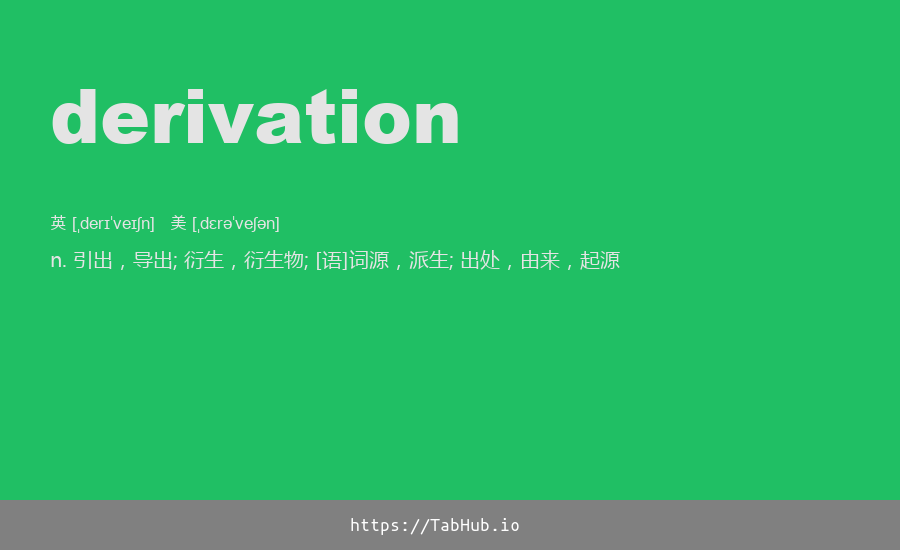 derivation
英 [ˌderɪˈveɪʃn] 美 [ˌdɛrəˈveʃən]
n. 引出，导出; 衍生，衍生物; [语]词源，派生; 出处，由来，起源
https://TabHub.io